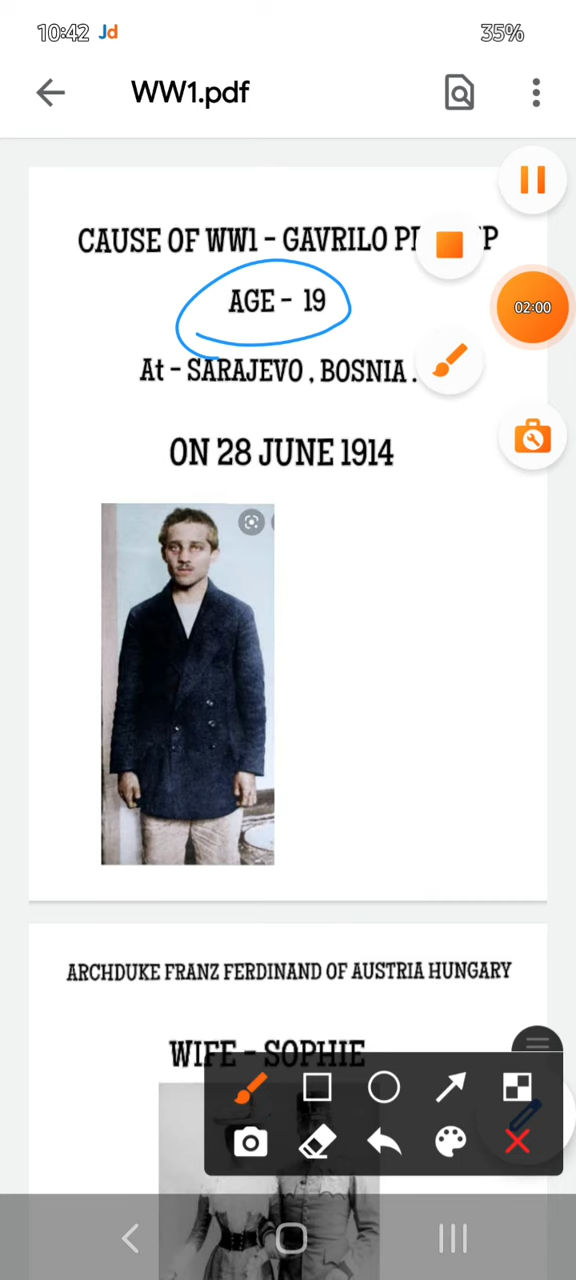 10:42 Jd 35%
WW1.pdf
CAUSE OF WW1 - GAVRILO
AGE - 19
02:00
At - SARAJEVO , BOSNIA .
ON 28 JUNE 1914
ARCHDUKE FRANZ FERDINAND OF AUSTRIA HUNGARY
WIFE - SOPHIE